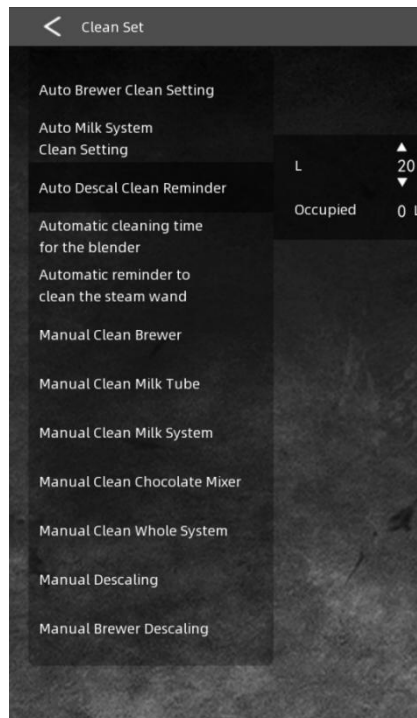 Clean Set
Auto Brewer Clean Setting
Auto Milk System
Clean Setting
Auto Descal Clean Reminder
L
20
Occupied
0 L
Automatic cleaning time
for the blender
Automatic reminder to
clean the steam wand
Manual Clean Brewer
Manual Clean Milk Tube
Manual Clean Milk System
Manual Clean Chocolate Mixer
Manual Clean Whole System
Manual Descaling
Manual Brewer Descaling